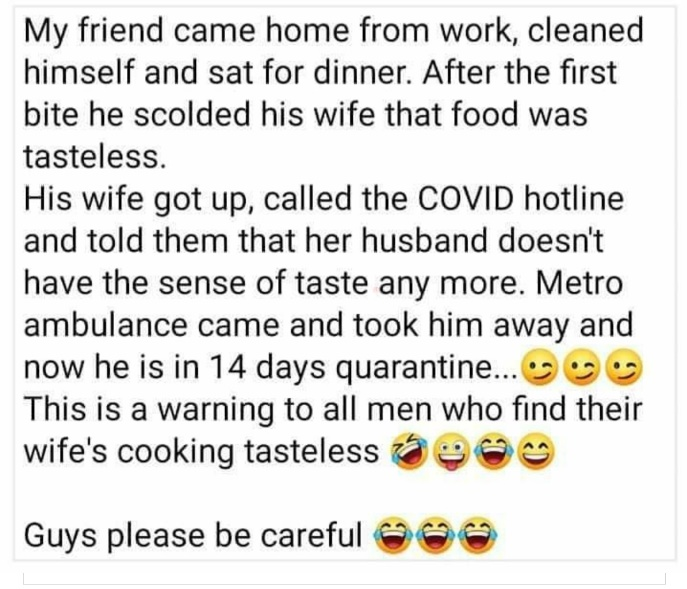 My friend came home from work, cleaned
himself and sat for dinner. After the first
bite he scolded his wife that food was
tasteless.
His wife got up, called the COVID hotline
and told them that her husband doesn't
have the sense of taste any more. Metro
ambulance came and took him away and
now he is in 14 days quarantine...😉😉😉
This is a warning to all men who find their
wife's cooking tasteless 🤣🤪😂😄
Guys please be careful 😂😂😂